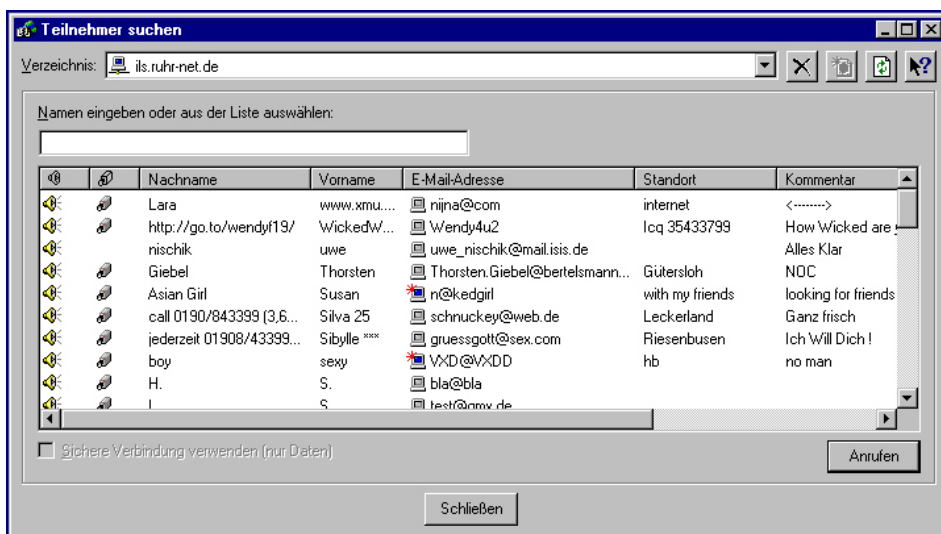 Teilnehmer suchen
Verzeichnis: ils.ruhr-net.de
Namen eingeben oder aus der Liste auswählen:
Nachname Vorname E-Mail-Adresse Standort Kommentar
Lara www.xmu.... nijna@com internet <-------->
http://go.to/wendyf19/ WickedW... Wendy4u2 Icq 35433799 How Wicked are
nischik uwe uwe_nischik@mail.isis.de Alles Klar
Giebel Thorsten Thorsten.Giebel@bertelsmann... Gütersloh NOC
Asian Girl Susan n@kedgirl with my friends looking for friends
call 0190/843399 (3,6... Silva 25 schnuckey@web.de Leckerland Ganz frisch
jederzeit 01908/43399... Sibylle *** gruessgott@sex.com Riesenbusen Ich Will Dich !
boy sexy VXD@VXDD hb no man
H. S. bla@bla
S. test@gmx.de
Sichere Verbindung verwenden (nur Daten)
Anrufen
Schließen